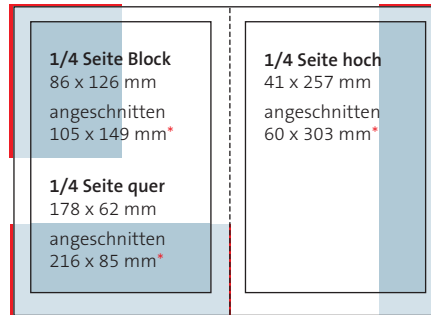 1/4 Seite Block
86 x 126 mm
angeschnitten
105 x 149 mm*
1/4 Seite quer
178 x 62 mm
angeschnitten
216 x 85 mm*
1/4 Seite hoch
41 x 257 mm
angeschnitten
60 x 303 mm*